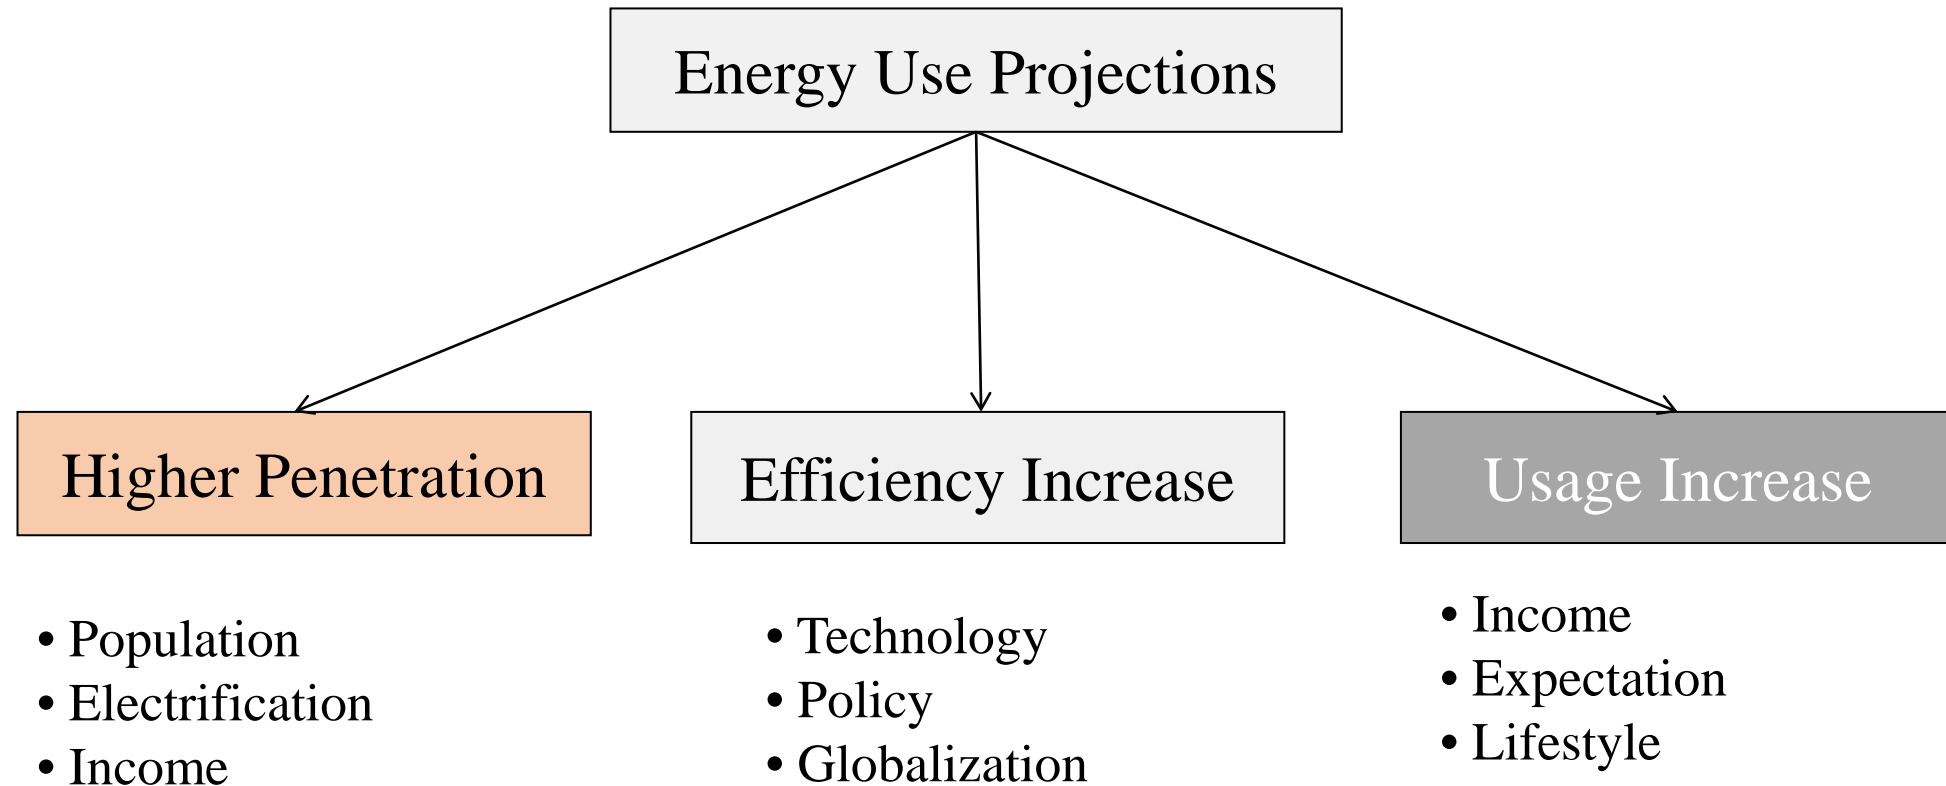 Energy Use Projections
Higher Penetration
• Population
• Electrification
• Income
Efficiency Increase
• Technology
• Policy
• Globalization
Usage Increase
• Income
• Expectation
• Lifestyle